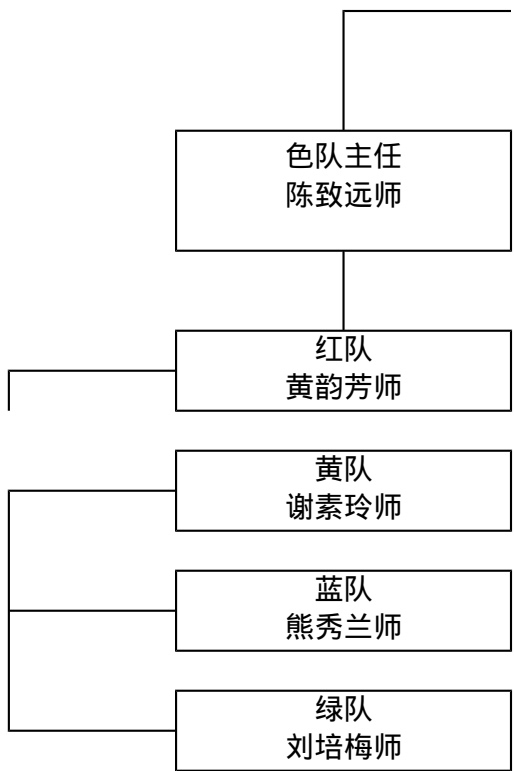 色队主任
陈致远师
红队
黄韵芳师
黄队
谢素玲师
蓝队
熊秀兰师
绿队
刘培梅师